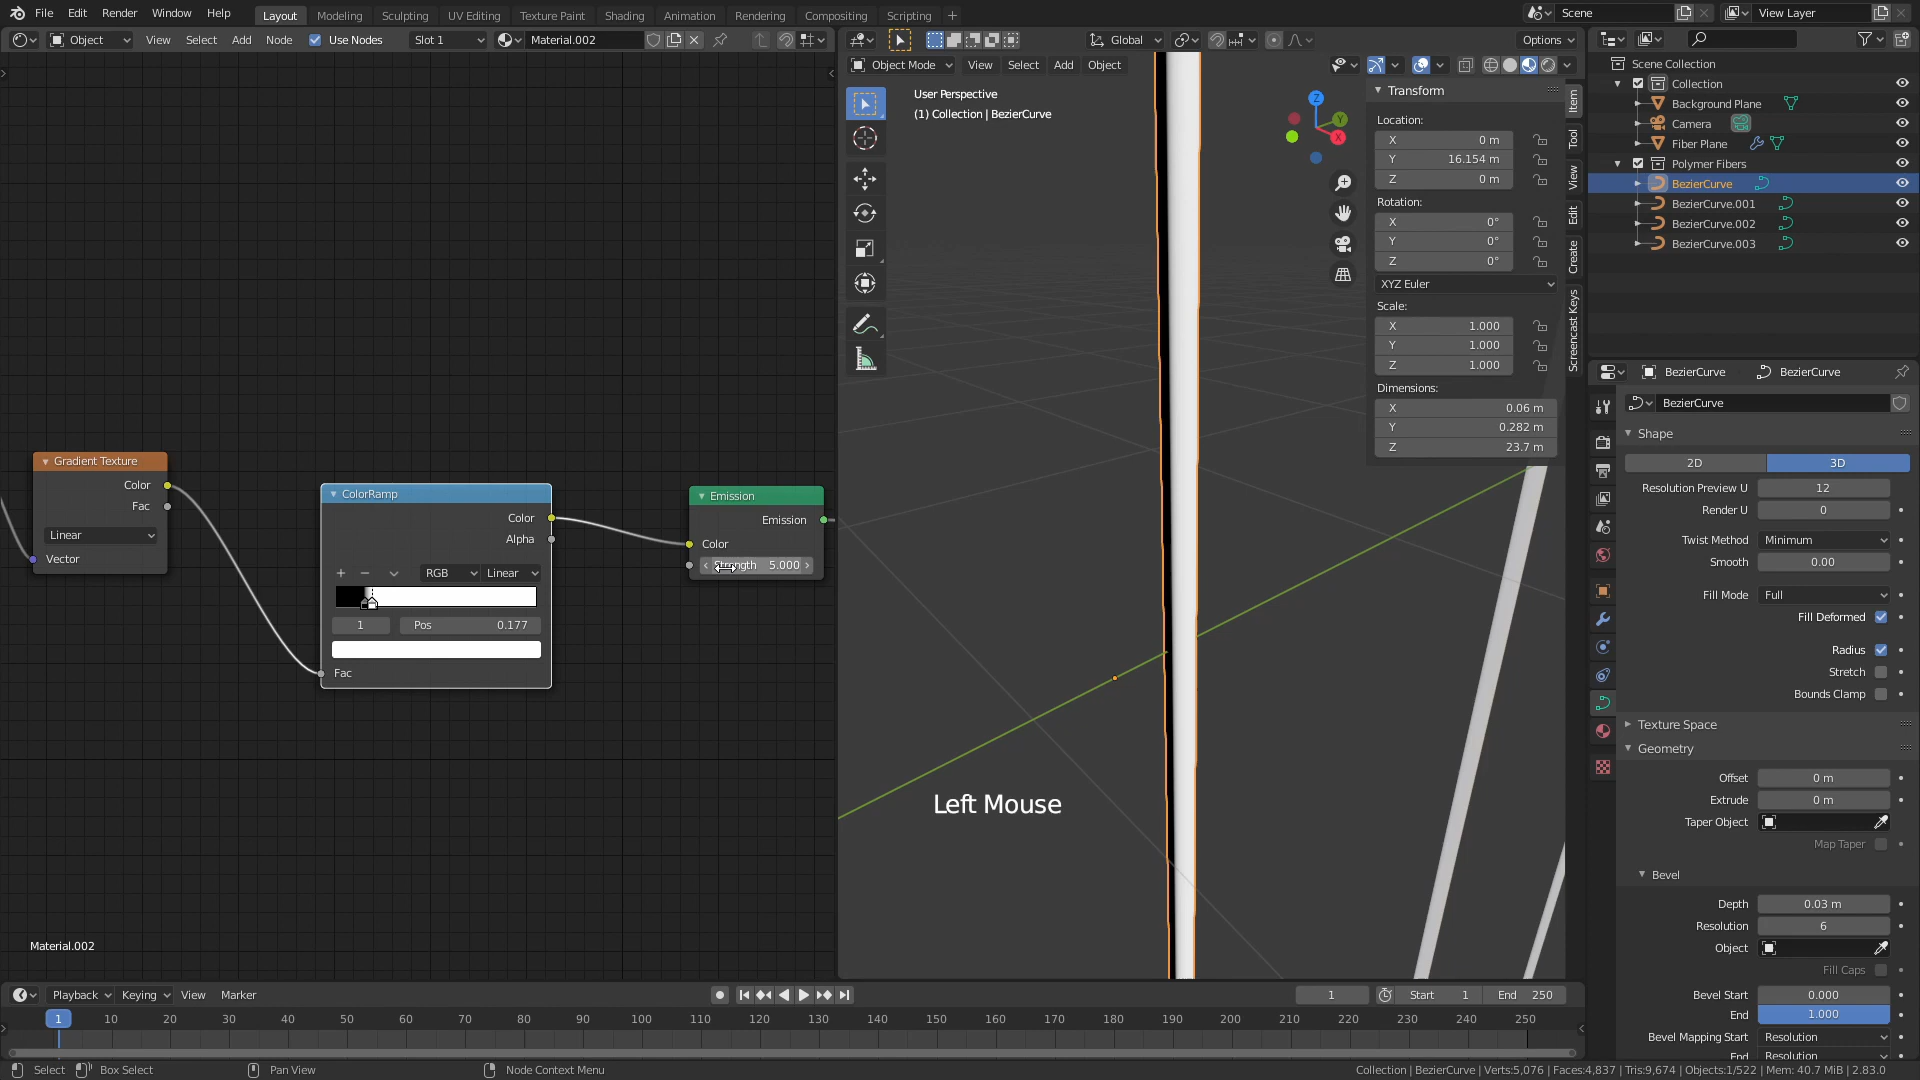 File Edit Render Window Help Layout Modeling Sculpting UV Editing Texture Paint Shading Animation Rendering Compositing Scripting + Scene View Layer
Object View Select Add Node Use Nodes Slot 1 Material.002 Global Options
Object Mode View Select Add Object
User Perspective
(1) Collection | BezierCurve
Transform
Location:
X 0 m
Y 16.154 m
Z 0 m
Rotation:
X 0°
Y 0°
Z 0°
XYZ Euler
Scale:
X 1.000
Y 1.000
Z 1.000
Dimensions:
X 0.06 m
Y 0.282 m
Z 23.7 m
Item
Tool
View
Edit
Create
Screencast Keys
Z
Y
X
Scene Collection
Collection
Background Plane
Camera
Fiber Plane
Polymer Fibers
BezierCurve
BezierCurve.001
BezierCurve.002
BezierCurve.003
BezierCurve BezierCurve
BezierCurve
Shape
2D 3D
Resolution Preview U 12
Render U 0
Twist Method Minimum
Smooth 0.00
Fill Mode Full
Fill Deformed
Radius
Stretch
Bounds Clamp
Texture Space
Geometry
Offset 0 m
Extrude 0 m
Taper Object
Map Taper
Bevel
Depth 0.03 m
Resolution 6
Object
Fill Caps
Bevel Start 0.000
End 1.000
Bevel Mapping Start Resolution
End Resolution
Gradient Texture
Color
Fac
Linear
Vector
ColorRamp
Color
Alpha
+ − RGB Linear
1 Pos 0.177
Fac
Emission
Emission
Color
Strength 5.000
Left Mouse
Material.002
Playback Keying View Marker 1 Start 1 End 250
1 10 20 30 40 50 60 70 80 90 100 110 120 130 140 150 160 170 180 190 200 210 220 230 240 250
Select Box Select Pan View Node Context Menu Collection | BezierCurve | Verts:5,076 | Faces:4,837 | Tris:9,674 | Objects:1/522 | Mem: 40.7 MiB | 2.83.0